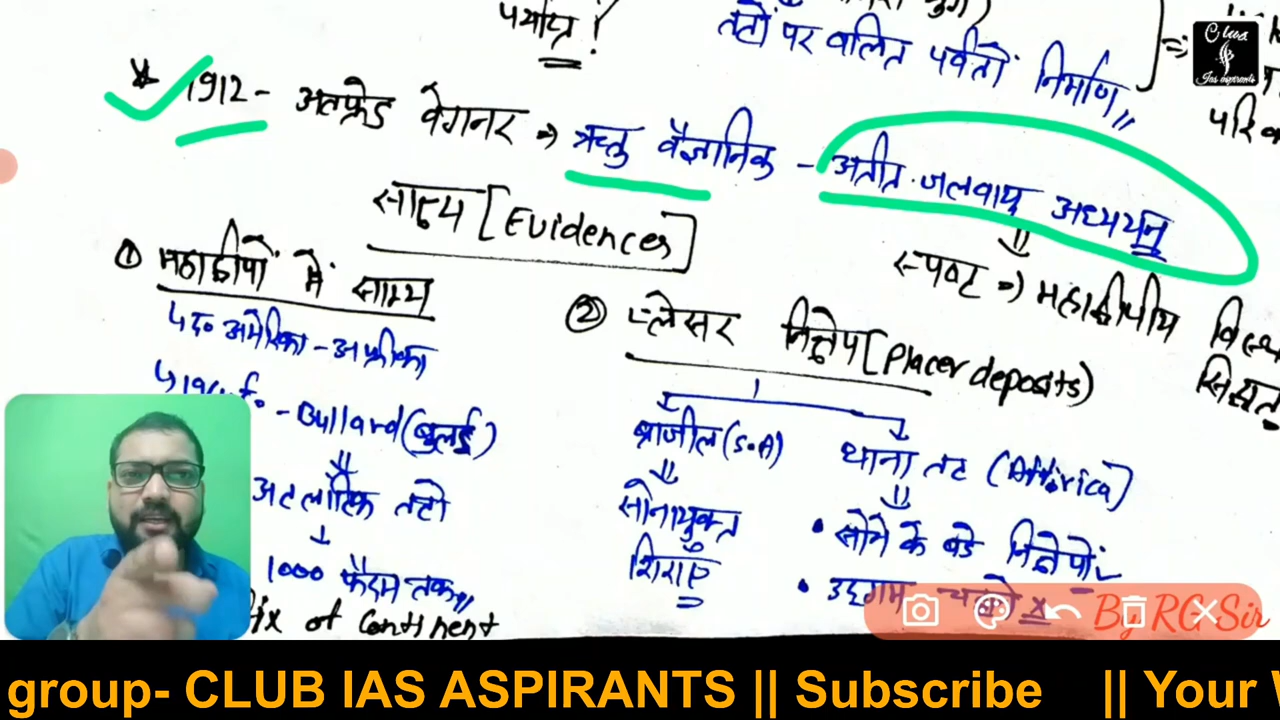 पर्याप्त!
तटों पर वलित पर्वतों निर्माण,,
Club
Ias aspirants
* 1912 - अल्फ्रेड वेगनर => ऋतु वैज्ञानिक - अतीत जलवायु अध्ययन
साक्ष्य [Evidences]
स्पष्ट => महाद्वीपीय
① महाद्वीपों में साम्य
↳ द० अमेरिका - अफ्रीका
- Bullard (बुलर्ड)
अटलांटिक तटो
1000 फैदम तक,,
of Continent
② प्लेसर निक्षेप [Placer deposits)
ब्राजील (S.A)
सोनायुक्त
शिराएँ
घाना तट (Africa)
• सोने के बडे निक्षेपों
• उद्गम x
By RG Sir
group- CLUB IAS ASPIRANTS || Subscribe || Your